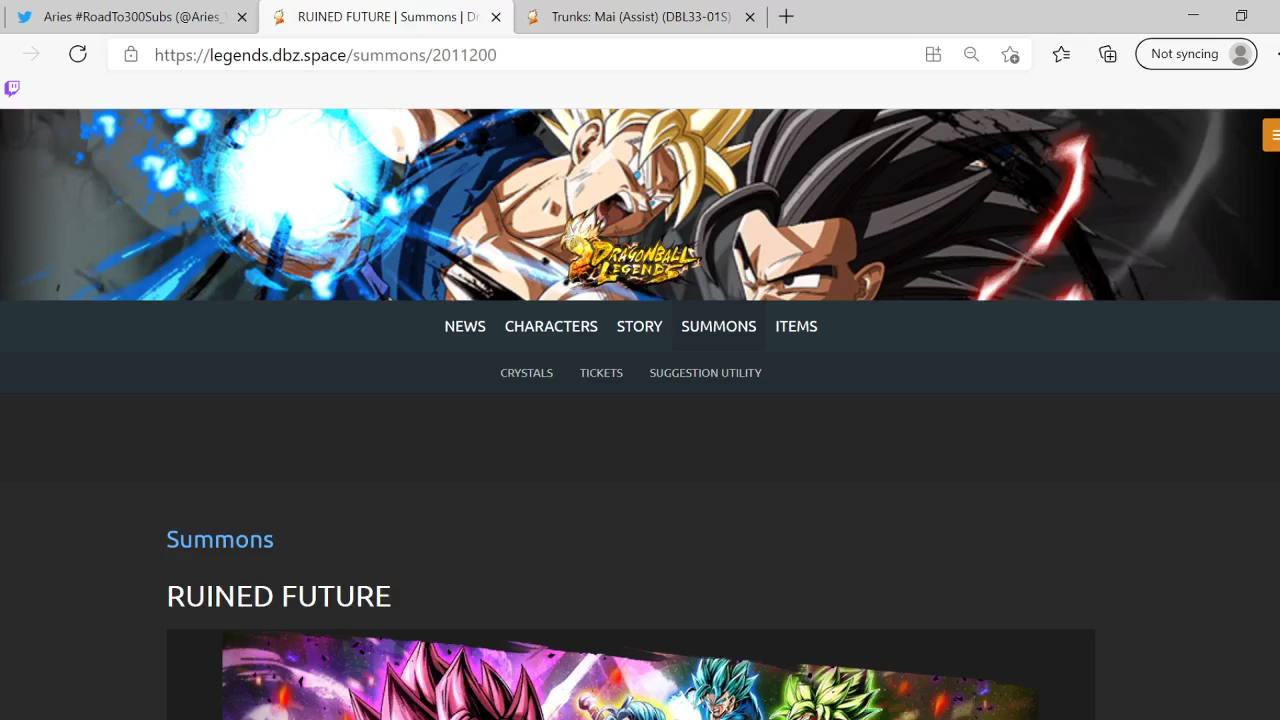 Aries #RoadTo300Subs (@Aries_
RUINED FUTURE | Summons | Dr
Trunks: Mai (Assist) (DBL33-01S)
https://legends.dbz.space/summons/2011200
Not syncing
DRAGONBALL
LEGENDS
NEWS CHARACTERS STORY SUMMONS ITEMS
CRYSTALS TICKETS SUGGESTION UTILITY
Summons
RUINED FUTURE